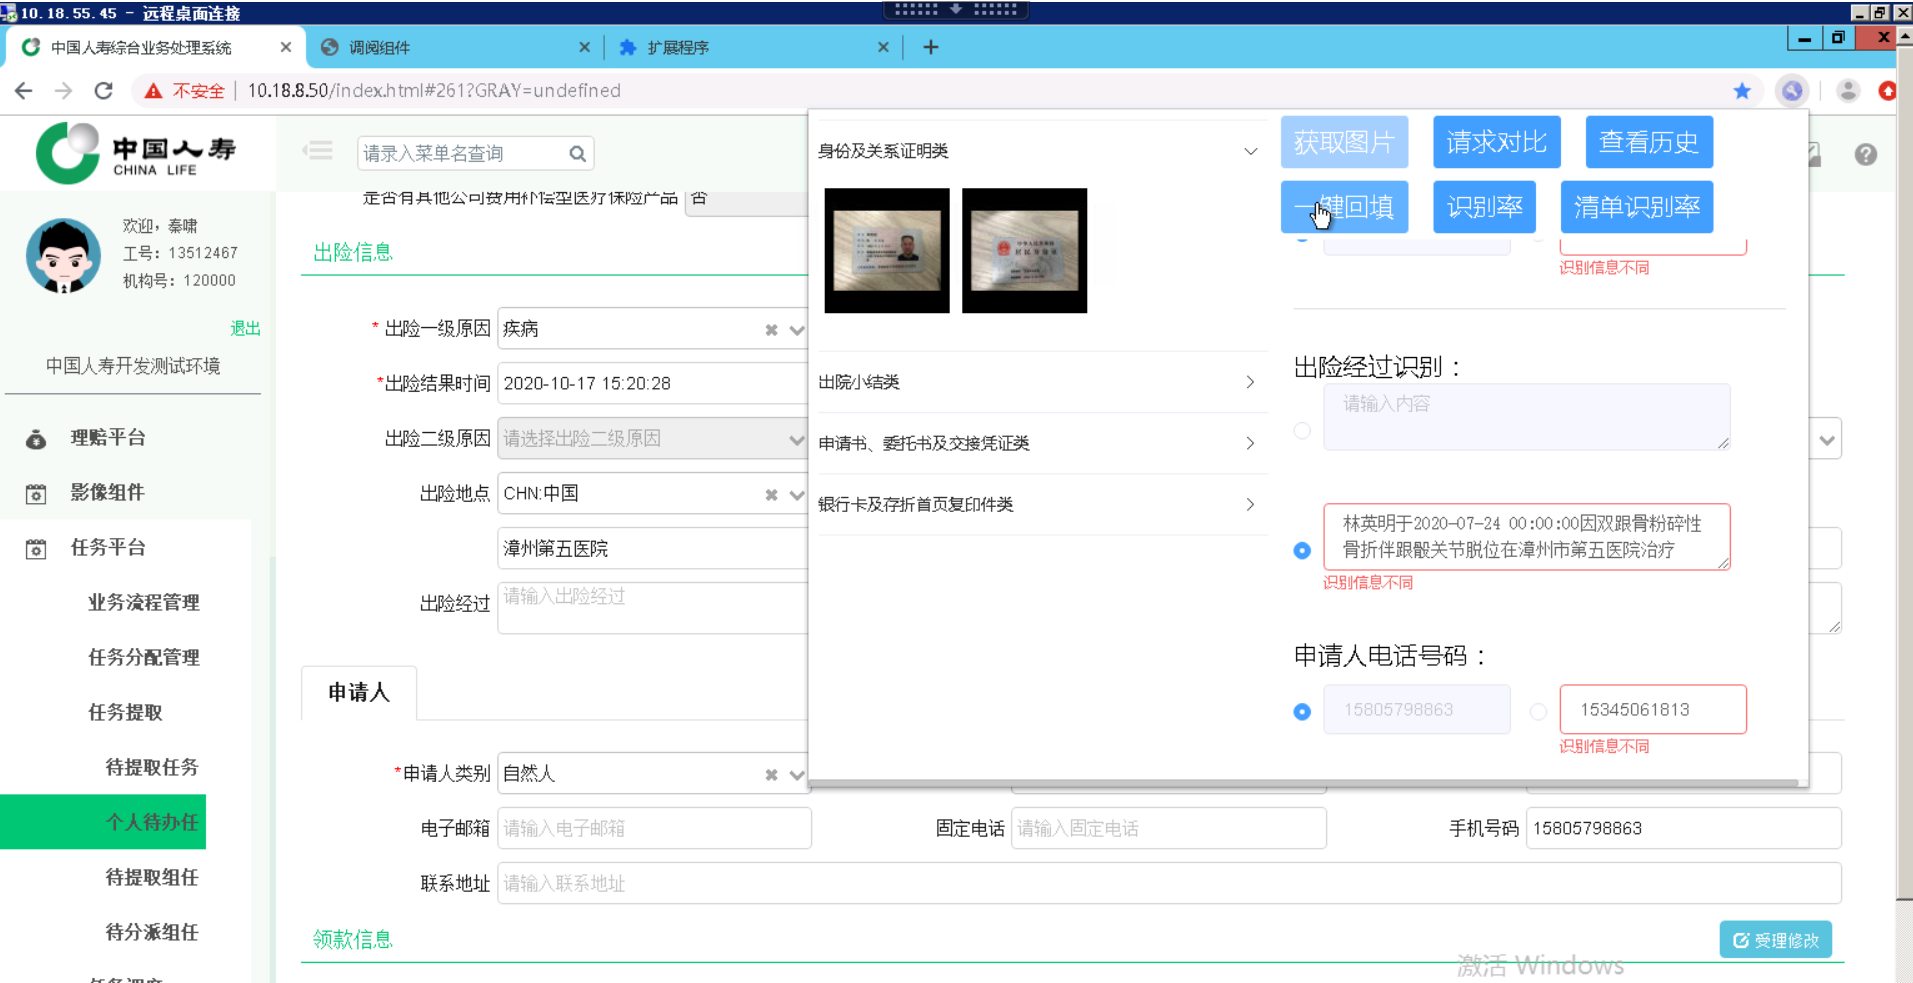 10.18.55.45 - 远程桌面连接
中国人寿综合业务处理系统
调阅组件
扩展程序
不安全 | 10.18.8.50/index.html#261?GRAY=undefined
中国人寿
CHINA LIFE
请录入菜单名查询
欢迎，秦啸
工号：13512467
机构号：120000
退出
中国人寿开发测试环境
理赔平台
影像组件
任务平台
业务流程管理
任务分配管理
任务提取
待提取任务
个人待办任
待提取组任
待分派组任
是否有其他公司费用补偿型医疗保险产品 否
出险信息
* 出险一级原因 疾病
*出险结果时间 2020-10-17 15:20:28
出险二级原因 请选择出险二级原因
出险地点 CHN:中国
漳州第五医院
出险经过 请输入出险经过
申请人
*申请人类别 自然人
电子邮箱 请输入电子邮箱
固定电话 请输入固定电话
手机号码 15805798863
联系地址 请输入联系地址
领款信息
受理修改
身份及关系证明类
出院小结类
申请书、委托书及交接凭证类
银行卡及存折首页复印件类
获取图片
请求对比
查看历史
一键回填
识别率
清单识别率
识别信息不同
出险经过识别：
请输入内容
林英明于2020-07-24 00:00:00因双跟骨粉碎性
骨折伴跟骰关节脱位在漳州市第五医院治疗
识别信息不同
申请人电话号码：
15805798863
15345061813
识别信息不同
激活 Windows